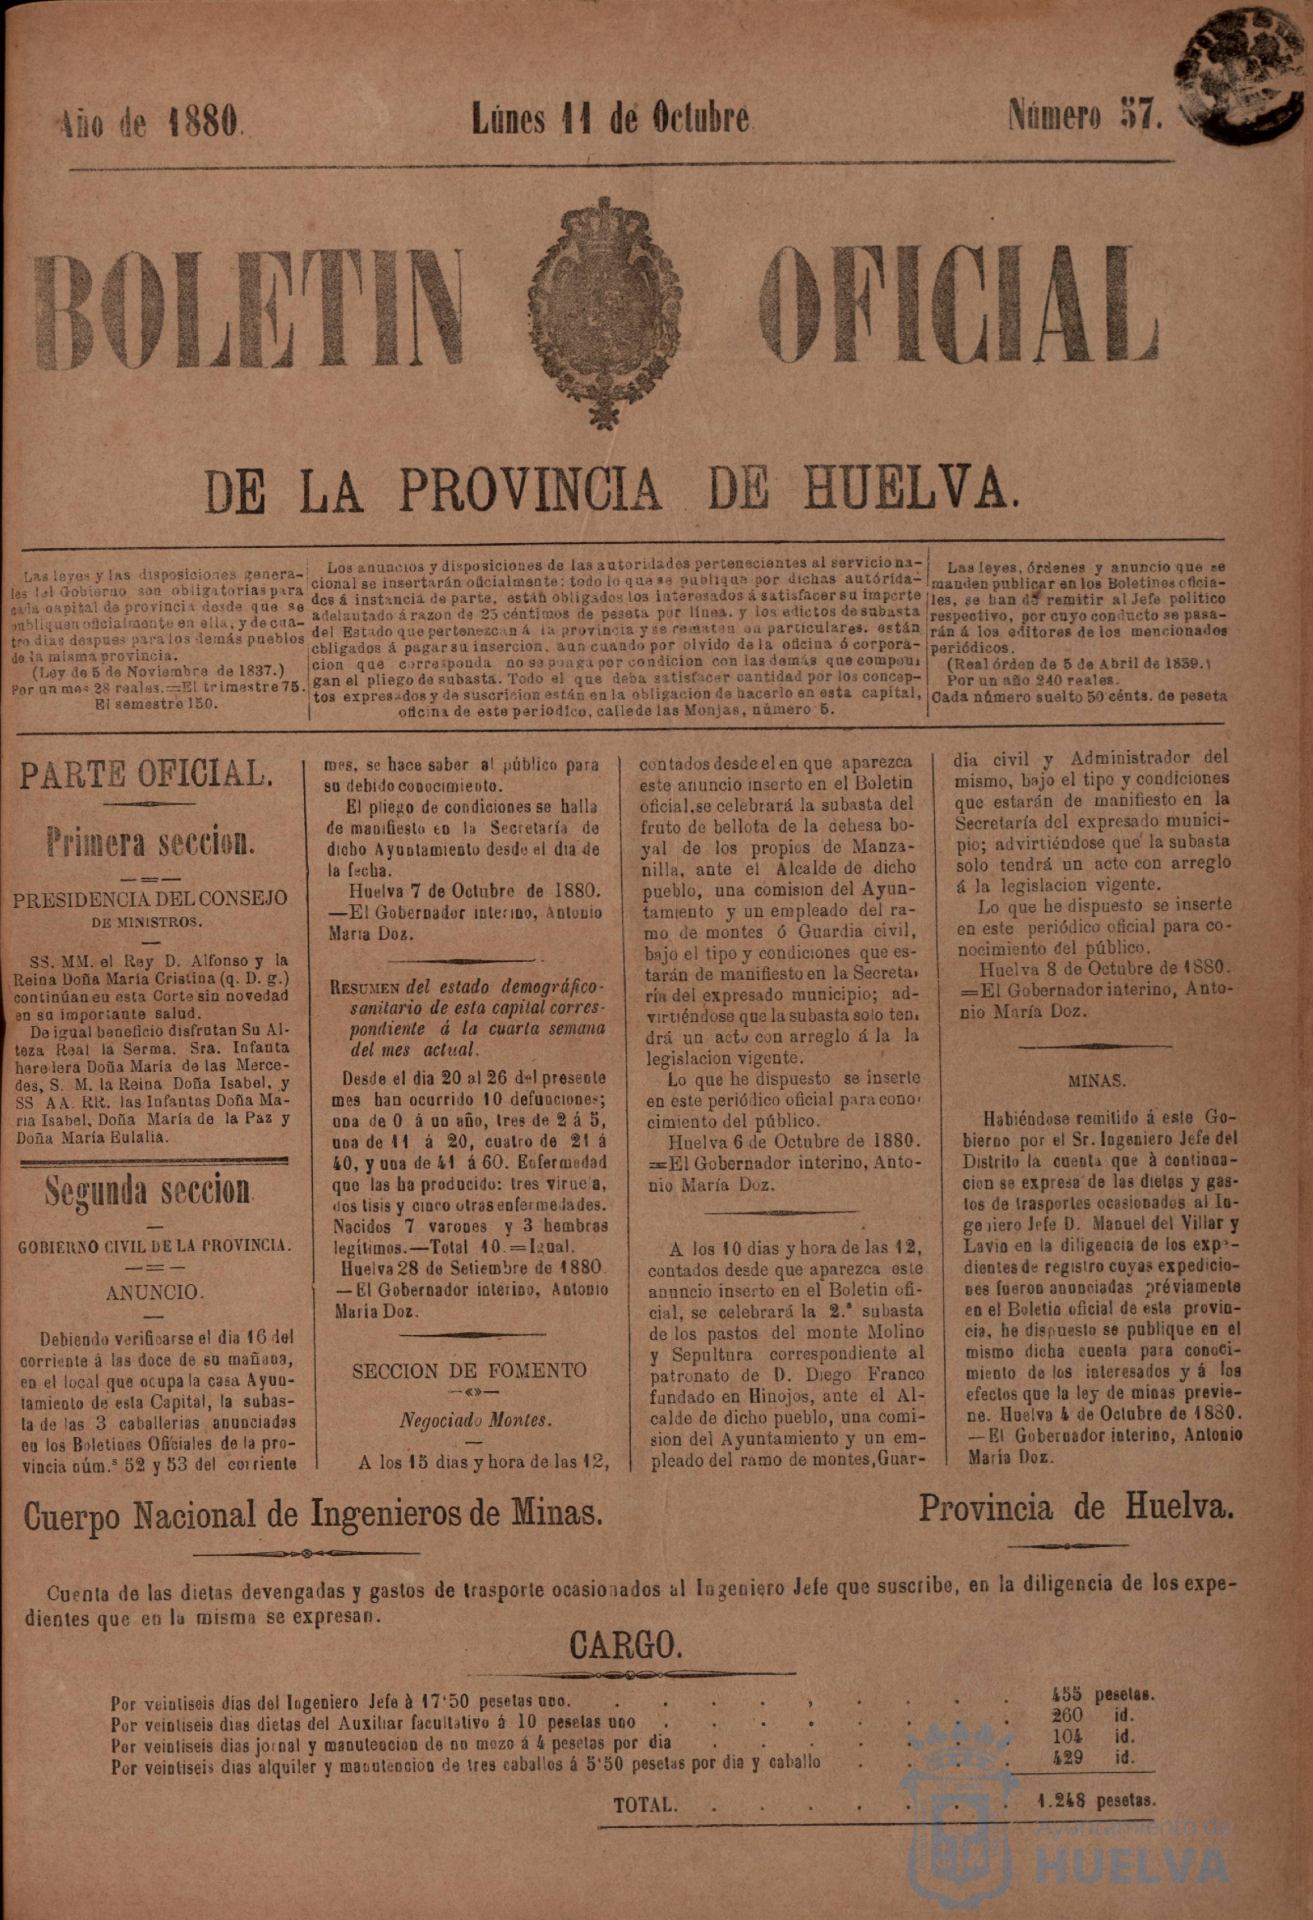 Año de 1880.
Lúnes 11 de Octubre
Número 57.
BOLETIN OFICIAL
DE LA PROVINCIA DE HUELVA.
Las leyes y las disposiciones genera-
les del Gobierno son obligatorias para
cada capital de provincia desde que se
publiquen oficialmente en ella, y de cua-
tro dias despues para los demás pueblos
de la misma provincia.
(Ley de 5 de Noviembre de 1837.)
Por un mes 28 reales.=El trimestre 75.
El semestre 150.
Los anuncios y disposiciones de las autoridades pertenecientes al servicio na-
cional se insertarán oficialmente: todo lo que se publique por dichas autórida-
des á instancia de parte, están obligados los interesados á satisfacer su importe
adelantado á razon de 25 céntimos de peseta por línea, y los edictos de subasta
del Estado que pertenezcan á la provincia y se rematen en particulares, están
obligados á pagar su insercion, aun cuando por olvido de la oficina ó corpora-
cion que corresponda no se ponga por condicion con las demás que compon
gan el pliego de subasta. Todo el que deba satisfacer cantidad por los concep-
tos expresados y de suscricion están en la obligacion de hacerlo en esta capital,
oficina de este periodico, calle de las Monjas, número 5.
Las leyes, órdenes y anuncio que se
manden publicar en los Boletines oficia-
les, se han de remitir al Jefe político
respectivo, por cuyo conducto se pasa-
rán á los editores de los mencionados
periódicos.
(Real órden de 5 de Abril de 1839.)
Por un año 240 reales.
Cada número suelto 50 cénts. de peseta
PARTE OFICIAL.
Primera seccion.
PRESIDENCIA DEL CONSEJO
DE MINISTROS.
SS. MM. el Rey D. Alfonso y la
Reina Doña María Cristina (q. D. g.)
continúan en esta Corte sin novedad
en su importante salud.
De igual beneficio disfrutan Su Al-
teza Real la Serma. Sra. Infanta
heredera Doña María de las Merce-
des, S. M. la Reina Doña Isabel, y
SS AA. RR. las Infantas Doña Ma-
ria Isabel, Doña María de la Paz y
Doña María Eulalia.
Segunda seccion.
GOBIERNO CIVIL DE LA PROVINCIA.
ANUNCIO.
Debiendo verificarse el dia 16 del
corriente á las doce de su mañana,
en el local que ocupa la casa Ayun-
tamiento de esta Capital, la subas-
ta de las 3 caballerias anunciadas
en los Boletines Oficiales de la pro-
vincia núm.s 52 y 53 del corriente
mes, se hace saber al público para
su debido conocimiento.
El pliego de condiciones se halla
de manifiesto en la Secretaría de
dicho Ayuntamiento desde el dia de
la fecha.
Huelva 7 de Octubre de 1880.
—El Gobernador interino, Antonio
María Doz.
RESUMEN del estado demográfico-
sanitario de esta capital corres-
pondiente á la cuarta semana
del mes actual.
Desde el dia 20 al 26 del presente
mes han ocurrido 10 defunciones;
una de 0 á un año, tres de 2 á 5,
una de 11 á 20, cuatro de 21 á
40, y una de 41 á 60. Enfermedad
que las ha producido: tres viruela,
dos tisis y cinco otras enfermedades.
Nacidos 7 varones y 3 hembras
legítimos.—Total 10.=Igual.
Huelva 28 de Setiembre de 1880.
—El Gobernador interino, Antonio
María Doz.
SECCION DE FOMENTO
—«»—
Negociado Montes.
A los 15 dias y hora de las 12,
contados desde el en que aparezca
este anuncio inserto en el Boletin
oficial, se celebrará la subasta del
fruto de bellota de la dehesa bo-
yal de los propios de Manza-
nilla, ante el Alcalde de dicho
pueblo, una comision del Ayun-
tamiento y un empleado del ra-
mo de montes ó Guardia civil,
bajo el tipo y condiciones que es-
tarán de manifiesto en la Secreta-
ría del expresado municipio; ad-
virtiéndose que la subasta solo ten-
drá un acto con arreglo á la la
legislacion vigente.
Lo que he dispuesto se inserte
en este periódico oficial para cono-
cimiento del público.
Huelva 6 de Octubre de 1880.
=El Gobernador interino, Anto-
nio María Doz.
A los 10 dias y hora de las 12,
contados desde que aparezca este
anuncio inserto en el Boletin ofi-
cial, se celebrará la 2.ª subasta
de los pastos del monte Molino
y Sepultura correspondiente al
patronato de D. Diego Franco
fundado en Hinojos, ante el Al-
calde de dicho pueblo, una comi-
sion del Ayuntamiento y un em-
pleado del ramo de montes, Guar-
dia civil y Administrador del
mismo, bajo el tipo y condiciones
que estarán de manifiesto en la
Secretaría del expresado munici-
pio; advirtiéndose que la subasta
solo tendrá un acto con arreglo
á la legislacion vigente.
Lo que he dispuesto se inserte
en este periódico oficial para co-
nocimiento del público.
Huelva 8 de Octubre de 1880.
=El Gobernador interino, Anto-
nio María Doz.
MINAS.
Habiéndose remitido á este Go-
bierno por el Sr. Ingeniero Jefe del
Distrito la cuenta que à continua-
cion se expresa de las dietas y gas-
tos de trasportes ocasionados al In-
geniero Jefe D. Manuel del Villar y
Lavin en la diligencia de los expe-
dientes de registro cuyas expedicio-
nes fueron anunciadas préviamente
en el Boletin oficial de esta provin-
cia, he dispuesto se publique en el
mismo dicha cuenta para conoci-
miento de los interesados y á los
efectos que la ley de minas previe-
ne. Huelva 4 de Octubre de 1880.
—El Gobernador interino, Antonio
María Doz.
Cuerpo Nacional de Ingenieros de Minas.
Provincia de Huelva.
Cuenta de las dietas devengadas y gastos de trasporte ocasionados al Ingeniero Jefe que suscribe, en la diligencia de los expe-
dientes que en la misma se expresan.
CARGO.
Por veintiseis días del Ingeniero Jefe à 17'50 pesetas uno. . . . . . . . . . 455 pesetas.
Por veintiseis dias dietas del Auxiliar facultativo á 10 pesetas uno . . . . . . . . 260 id.
Por veintiseis dias jornal y manutencion de un mozo á 4 pesetas por dia . . . . . . . 104 id.
Por veintiseis dias alquiler y manutencion de tres caballos á 5'50 pesetas por dia y caballo . . . . 429 id.
TOTAL. . . . . . . . 1.248 pesetas.
Ayuntamiento de
HUELVA